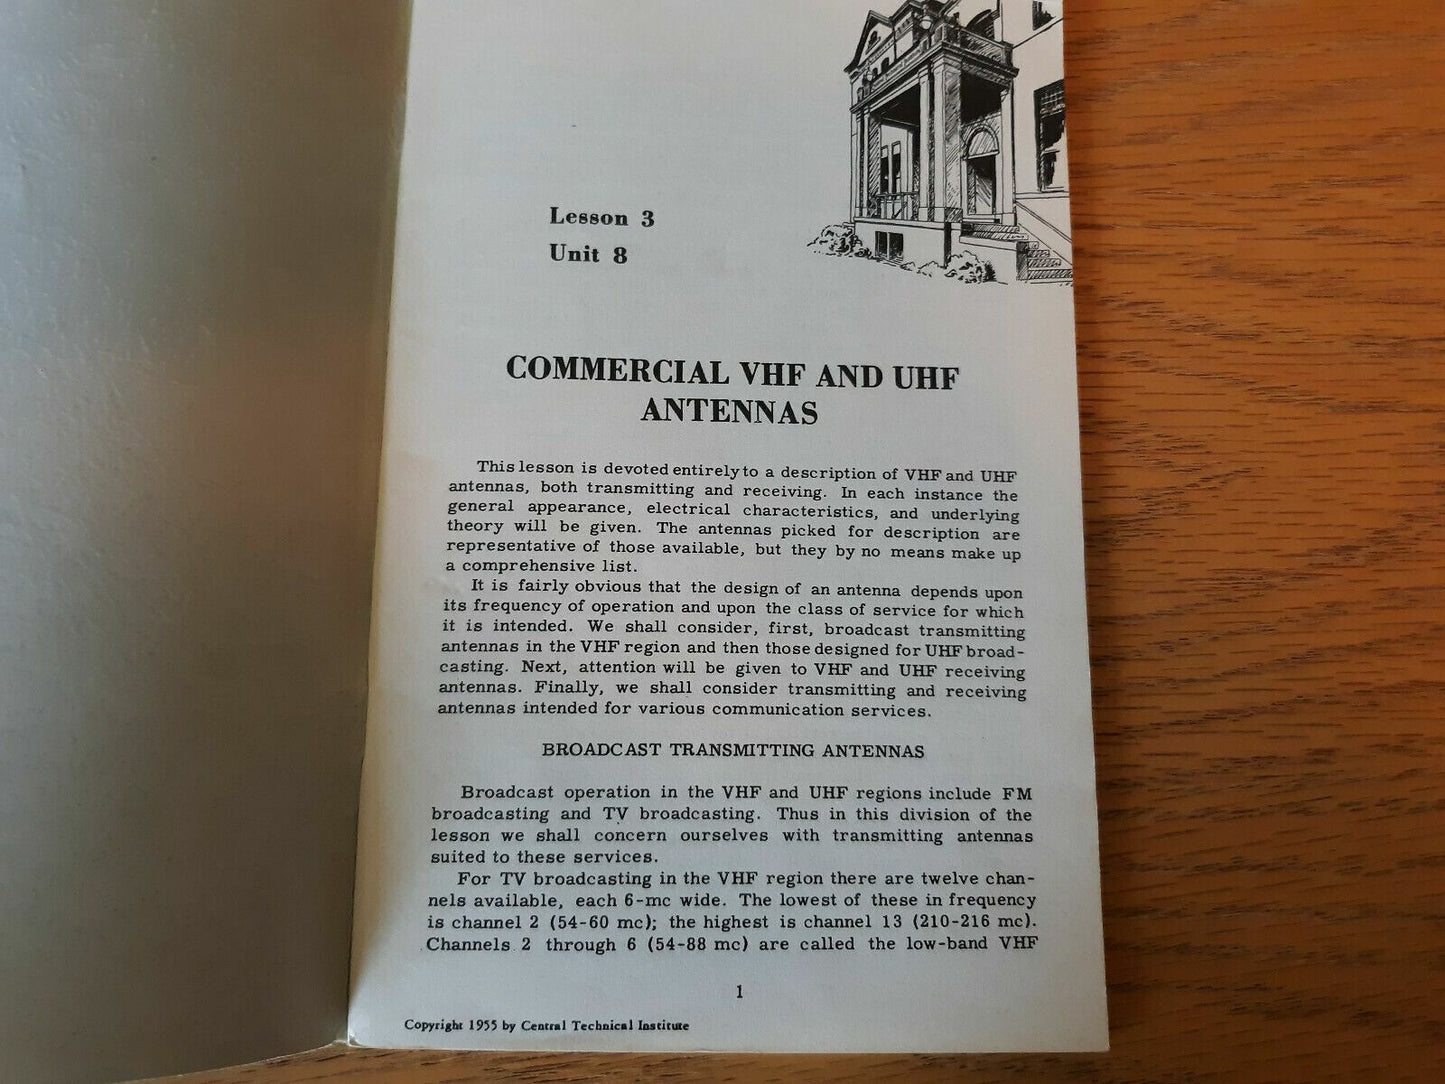 Lesson 3
Unit 8
COMMERCIAL VHF AND UHF
ANTENNAS
This lesson is devoted entirely to a description of VHF and UHF
antennas, both transmitting and receiving. In each instance the
general appearance, electrical characteristics, and underlying
theory will be given. The antennas picked for description are
representative of those available, but they by no means make up
a comprehensive list.
It is fairly obvious that the design of an antenna depends upon
its frequency of operation and upon the class of service for which
it is intended. We shall consider, first, broadcast transmitting
antennas in the VHF region and then those designed for UHF broad-
casting. Next, attention will be given to VHF and UHF receiving
antennas. Finally, we shall consider transmitting and receiving
antennas intended for various communication services.
BROADCAST TRANSMITTING ANTENNAS
Broadcast operation in the VHF and UHF regions include FM
broadcasting and TV broadcasting. Thus in this division of the
lesson we shall concern ourselves with transmitting antennas
suited to these services.
For TV broadcasting in the VHF region there are twelve chan-
nels available, each 6-mc wide. The lowest of these in frequency
is channel 2 (54-60 mc); the highest is channel 13 (210-216 mc).
Channels 2 through 6 (54-88 mc) are called the low-band VHF
1
Copyright 1955 by Central Technical Institute